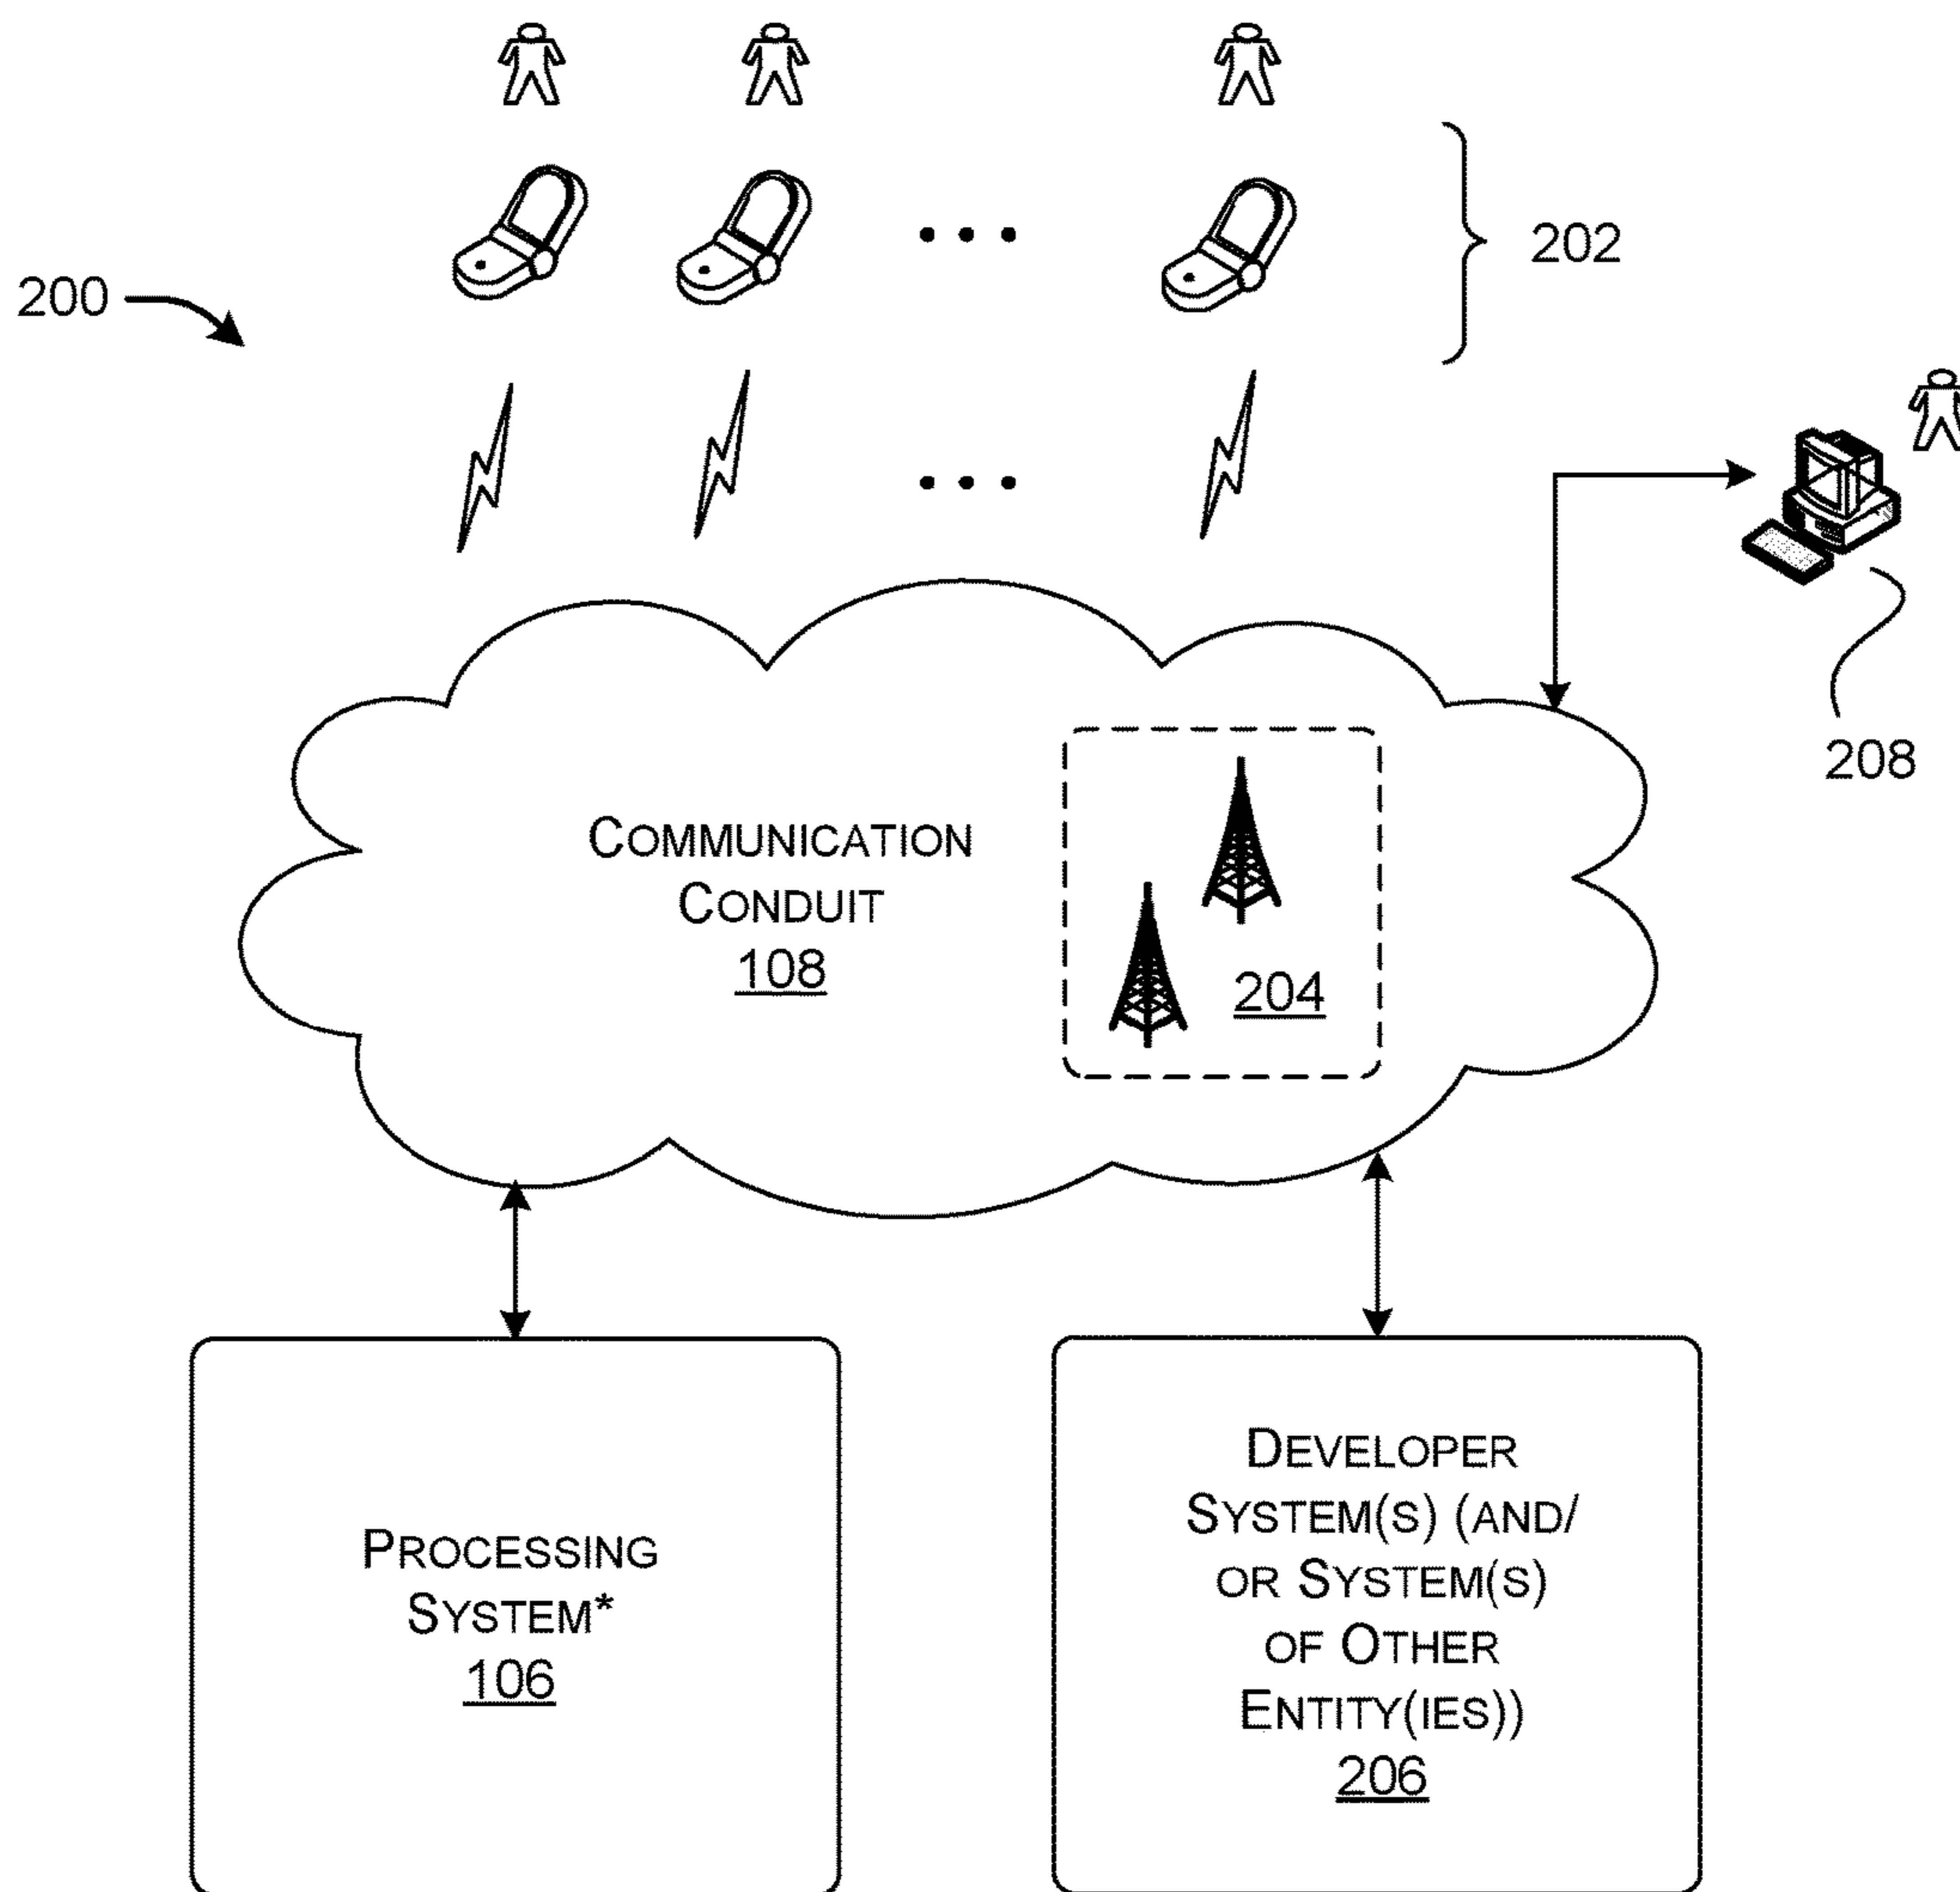 202
200
208
COMMUNICATION
CONDUIT
108
204
PROCESSING
SYSTEM*
106
DEVELOPER
SYSTEM(S) (AND/
OR SYSTEM(S)
OF OTHER
ENTITY(IES))
206